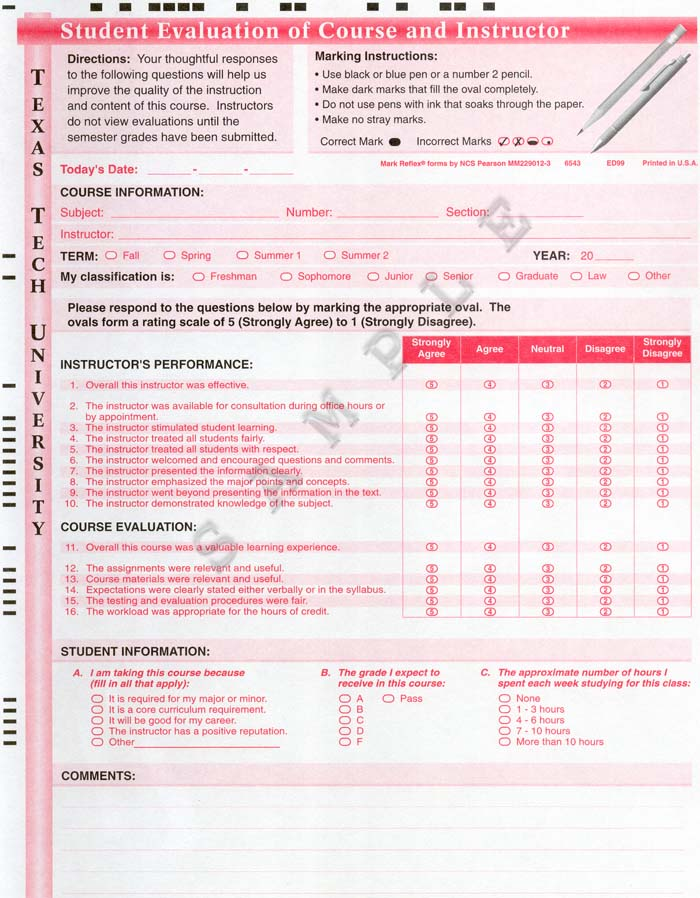 Student Evaluation of Course and Instructor
TEXAS TECH UNIVERSITY
Directions: Your thoughtful responses
to the following questions will help us
improve the quality of the instruction
and content of this course. Instructors
do not view evaluations until the
semester grades have been submitted.
Marking Instructions:
• Use black or blue pen or a number 2 pencil.
• Make dark marks that fill the oval completely.
• Do not use pens with ink that soaks through the paper.
• Make no stray marks.
Correct Mark Incorrect Marks
Today's Date: ______-______-______
Mark Reflex® forms by NCS Pearson MM229012-3 6543 ED99 Printed in U.S.A.
COURSE INFORMATION:
Subject: Number: Section:
Instructor:
TERM: Fall Spring Summer 1 Summer 2 YEAR: 20
My classification is: Freshman Sophomore Junior Senior Graduate Law Other
SAMPLE
Please respond to the questions below by marking the appropriate oval. The
ovals form a rating scale of 5 (Strongly Agree) to 1 (Strongly Disagree).
Strongly Agree Agree Neutral Disagree Strongly Disagree
INSTRUCTOR'S PERFORMANCE:
1. Overall this instructor was effective. 5 4 3 2 1
2. The instructor was available for consultation during office hours or
by appointment. 5 4 3 2 1
3. The instructor stimulated student learning. 5 4 3 2 1
4. The instructor treated all students fairly. 5 4 3 2 1
5. The instructor treated all students with respect. 5 4 3 2 1
6. The instructor welcomed and encouraged questions and comments. 5 4 3 2 1
7. The instructor presented the information clearly. 5 4 3 2 1
8. The instructor emphasized the major points and concepts. 5 4 3 2 1
9. The instructor went beyond presenting the information in the text. 5 4 3 2 1
10. The instructor demonstrated knowledge of the subject. 5 4 3 2 1
COURSE EVALUATION:
11. Overall this course was a valuable learning experience. 5 4 3 2 1
12. The assignments were relevant and useful. 5 4 3 2 1
13. Course materials were relevant and useful. 5 4 3 2 1
14. Expectations were clearly stated either verbally or in the syllabus. 5 4 3 2 1
15. The testing and evaluation procedures were fair. 5 4 3 2 1
16. The workload was appropriate for the hours of credit. 5 4 3 2 1
STUDENT INFORMATION:
A. I am taking this course because
(fill in all that apply):
It is required for my major or minor.
It is a core curriculum requirement.
It will be good for my career.
The instructor has a positive reputation.
Other
B. The grade I expect to
receive in this course:
A Pass
B
C
D
F
C. The approximate number of hours I
spent each week studying for this class:
None
1 - 3 hours
4 - 6 hours
7 - 10 hours
More than 10 hours
COMMENTS: